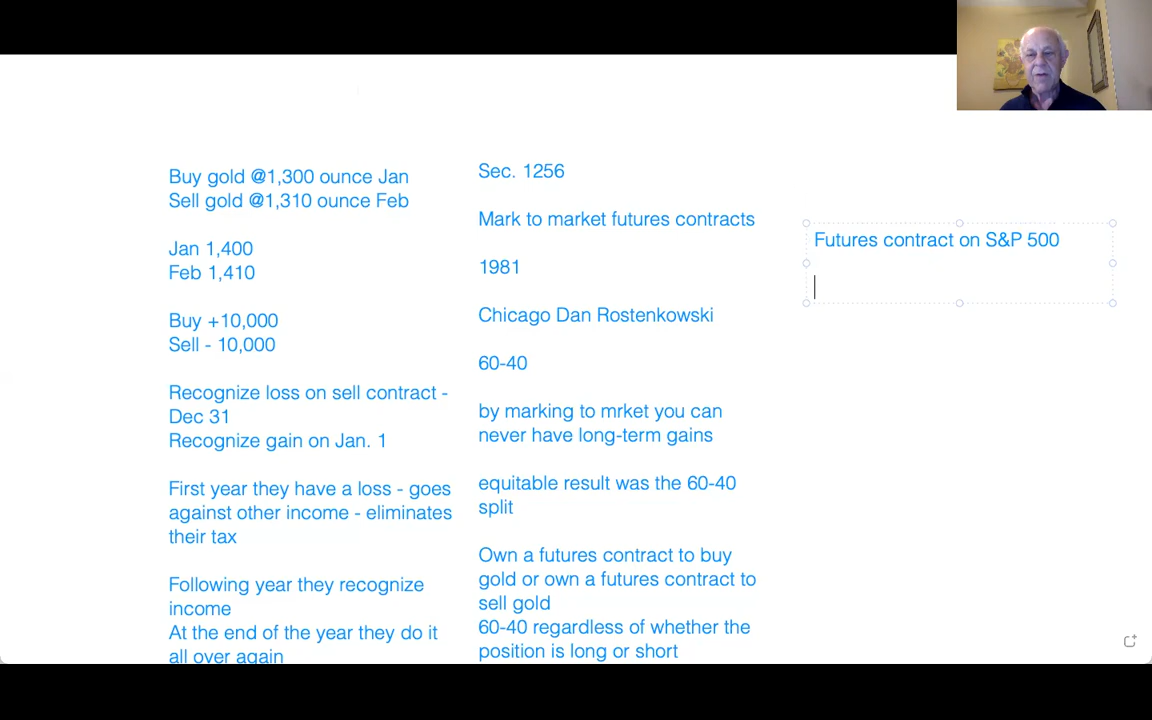 Buy gold @1,300 ounce Jan
Sell gold @1,310 ounce Feb
Jan 1,400
Feb 1,410
Buy +10,000
Sell - 10,000
Recognize loss on sell contract -
Dec 31
Recognize gain on Jan. 1
First year they have a loss - goes
against other income - eliminates
their tax
Following year they recognize
income
At the end of the year they do it
all over again
Sec. 1256
Mark to market futures contracts
1981
Chicago Dan Rostenkowski
60-40
by marking to mrket you can
never have long-term gains
equitable result was the 60-40
split
Own a futures contract to buy
gold or own a futures contract to
sell gold
60-40 regardless of whether the
position is long or short
Futures contract on S&P 500